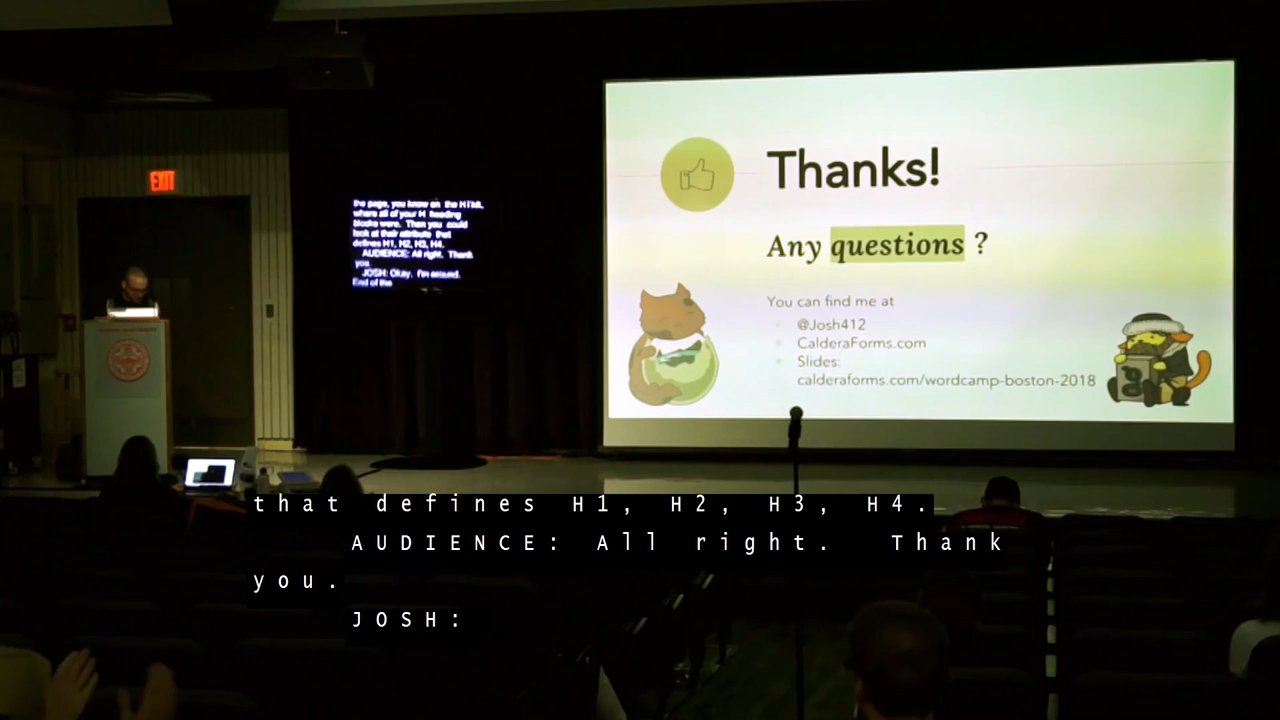 EXIT
the page, you know on the HTML,
where all of your H heading
blocks were. Then you could
look at their attribute that
defines H1, H2, H3, H4.
AUDIENCE: All right. Thank
you.
JOSH: Okay. I'm around.
End of the
Thanks!
Any questions ?
You can find me at
@Josh412
CalderaForms.com
Slides:
calderaforms.com/wordcamp-boston-2018
that defines H1, H2, H3, H4.
AUDIENCE: All right. Thank
you.
JOSH: